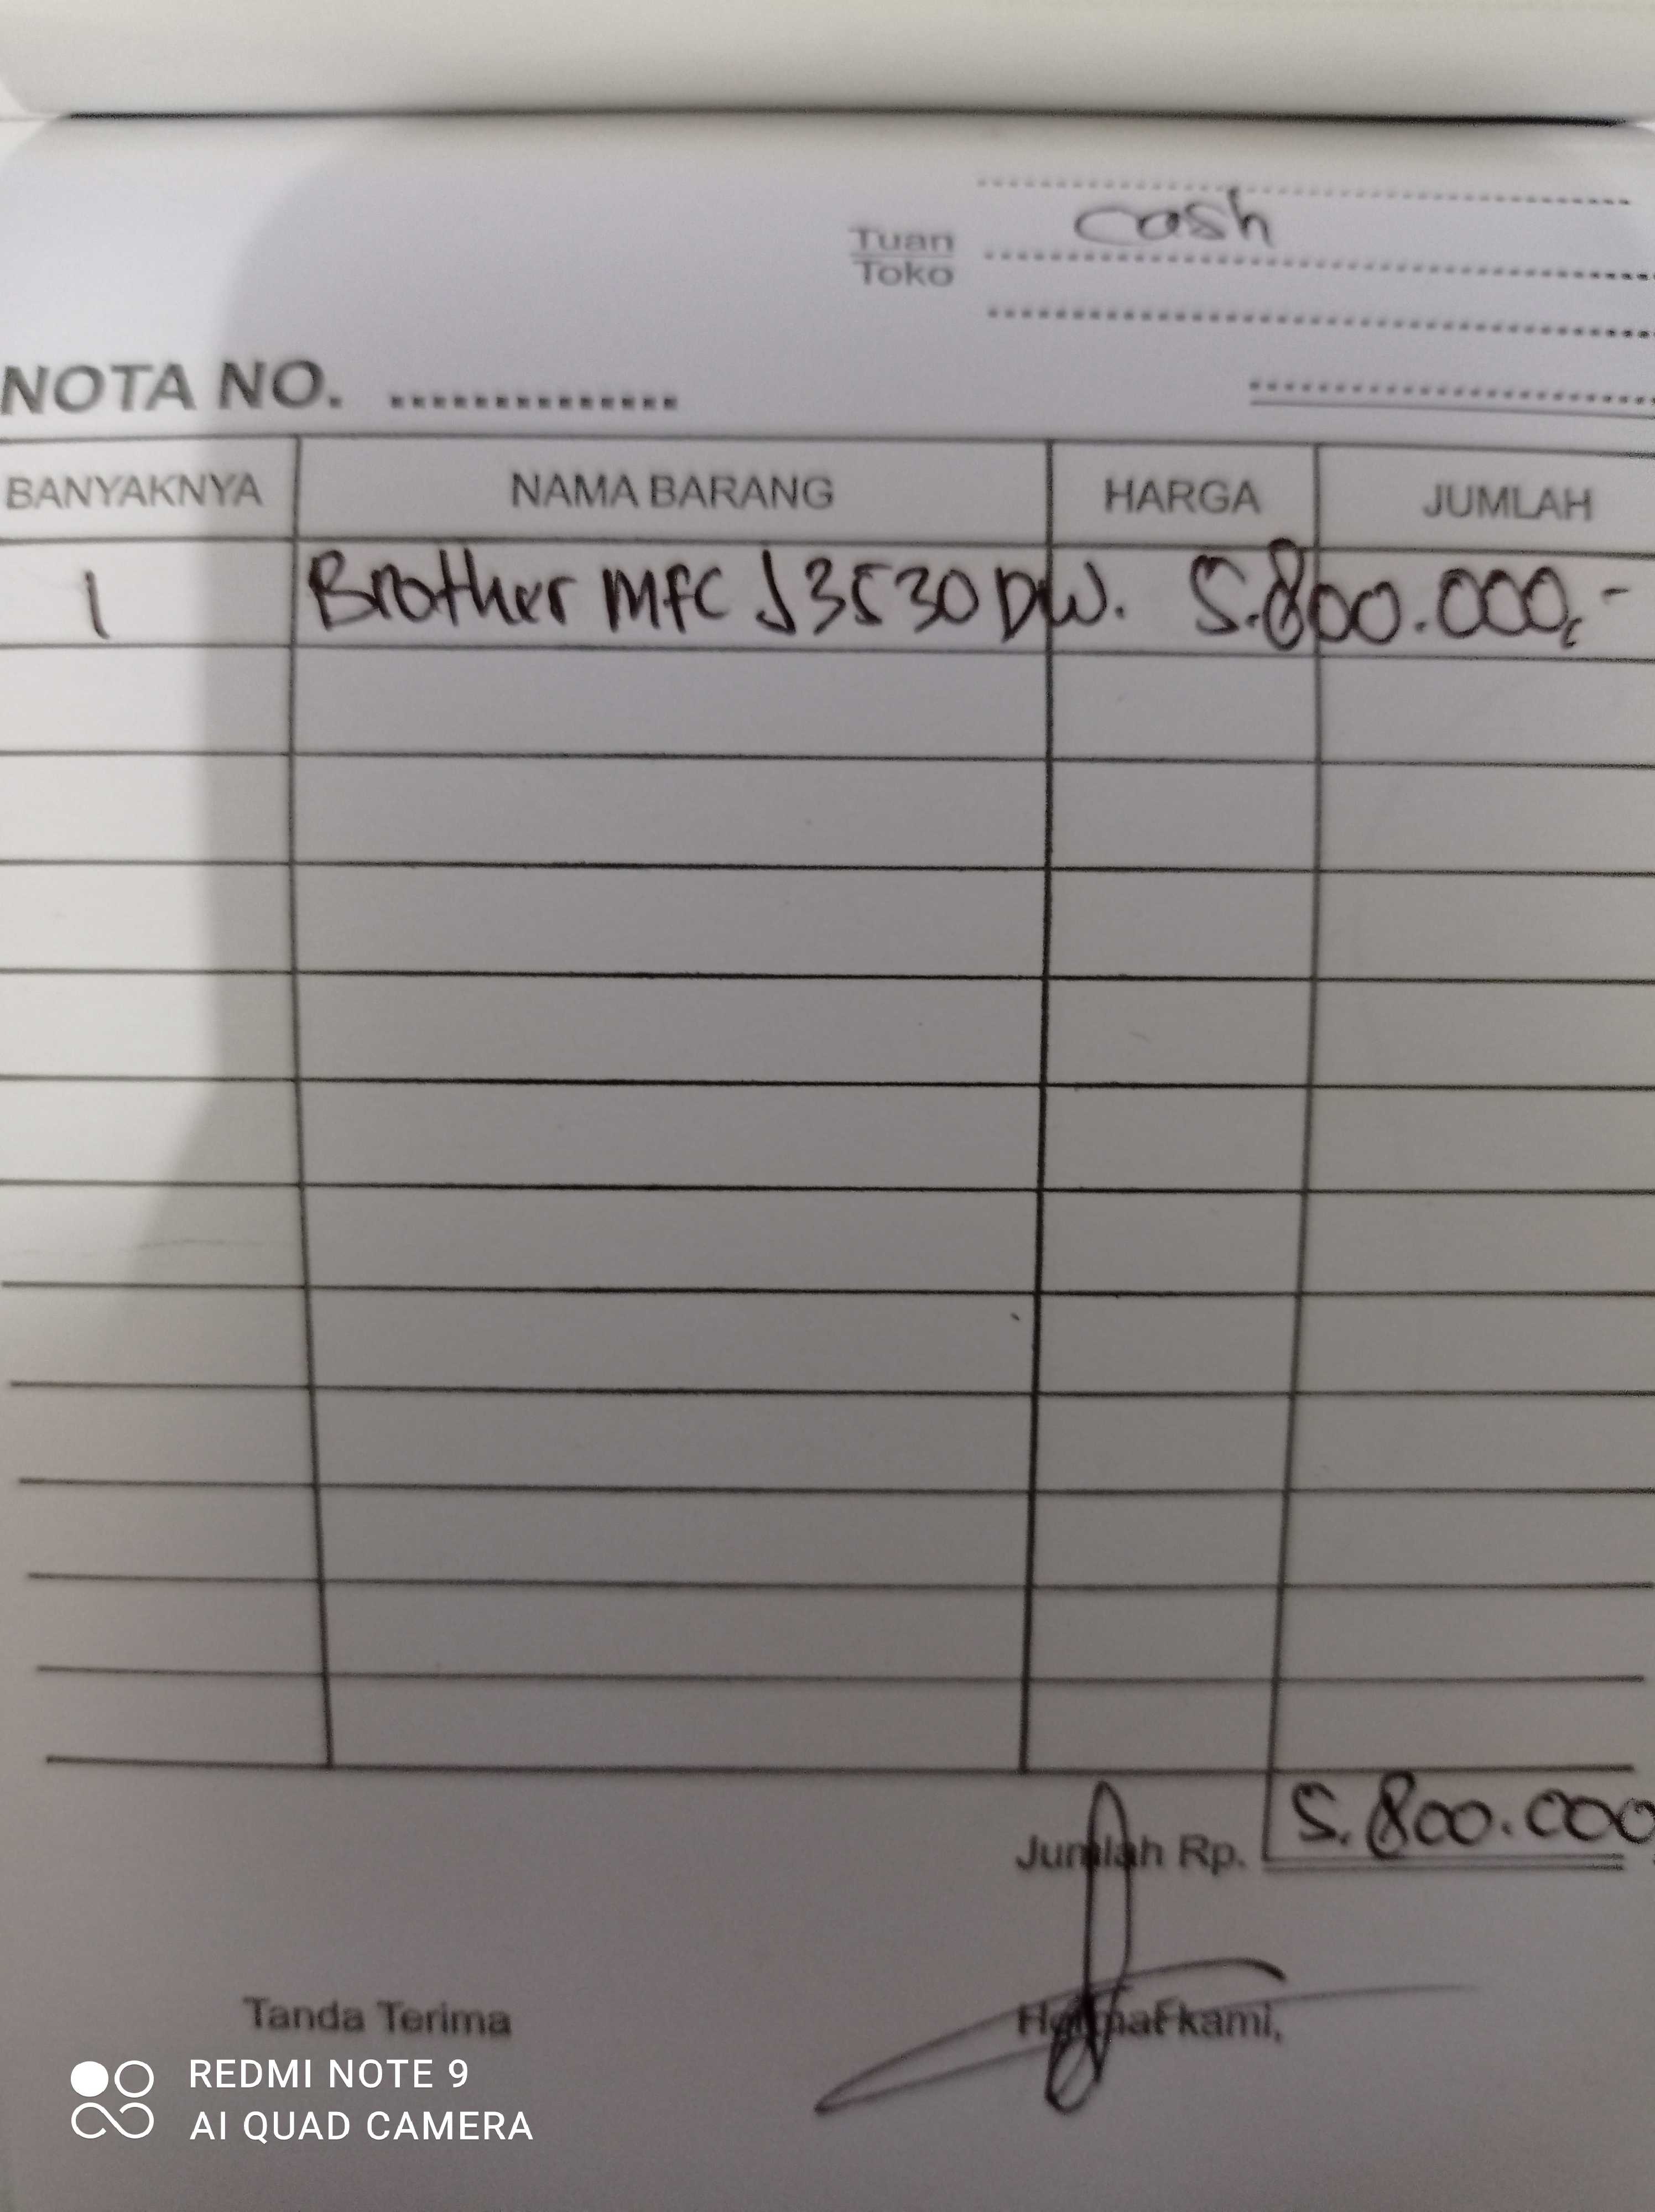 cash
Tuan
Toko
NOTA NO. ..............
BANYAKNYA NAMA BARANG HARGA JUMLAH
1 Brother MFC J3530DW. 5.800.000,-
Jumlah Rp. 5.800.000
Tanda Terima Hormat kami,
REDMI NOTE 9
AI QUAD CAMERA